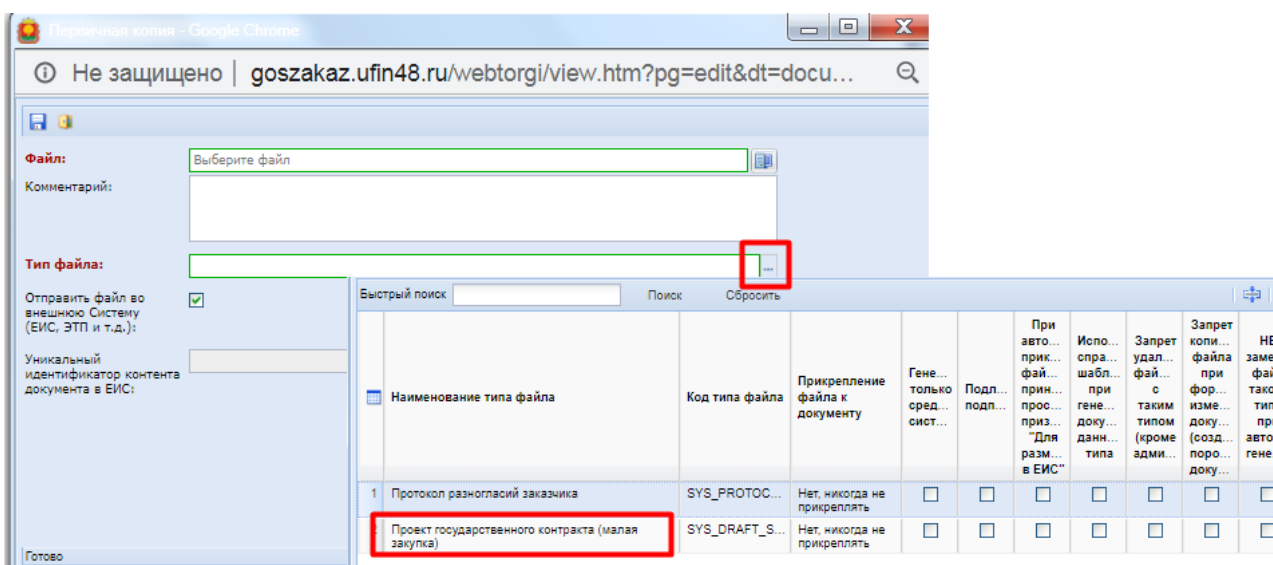 Первичная копия - Google Chrome
Не защищено | goszakaz.ufin48.ru/webtorgi/view.htm?pg=edit&dt=docu...
Файл:
Выберите файл
Комментарий:
Тип файла:
...
Отправить файл во
внешнюю Систему
(ЕИС, ЭТП и т.д.):
Уникальный
идентификатор контента
документа в ЕИС:
Готово
Быстрый поиск
Поиск
Сбросить
Наименование типа файла
Код типа файла
Прикрепление
файла к
документу
Гене...
только
сред...
сист...
Подл...
подп...
При
авто...
прик...
фай...
прин...
прос...
приз...
"Для
разм...
в ЕИС"
Испо...
спра...
шабл...
при
гене...
доку...
данн...
типа
Запрет
удал...
фай...
с
таким
типом
(кроме
адми...
Запрет
копи...
файла
при
фор...
изме...
доку...
(созд...
поро...
доку...
1 Протокол разногласий заказчика
SYS_PROTOC...
Нет, никогда не
прикреплять
Проект государственного контракта (малая
закупка)
SYS_DRAFT_S...
Нет, никогда не
прикреплять